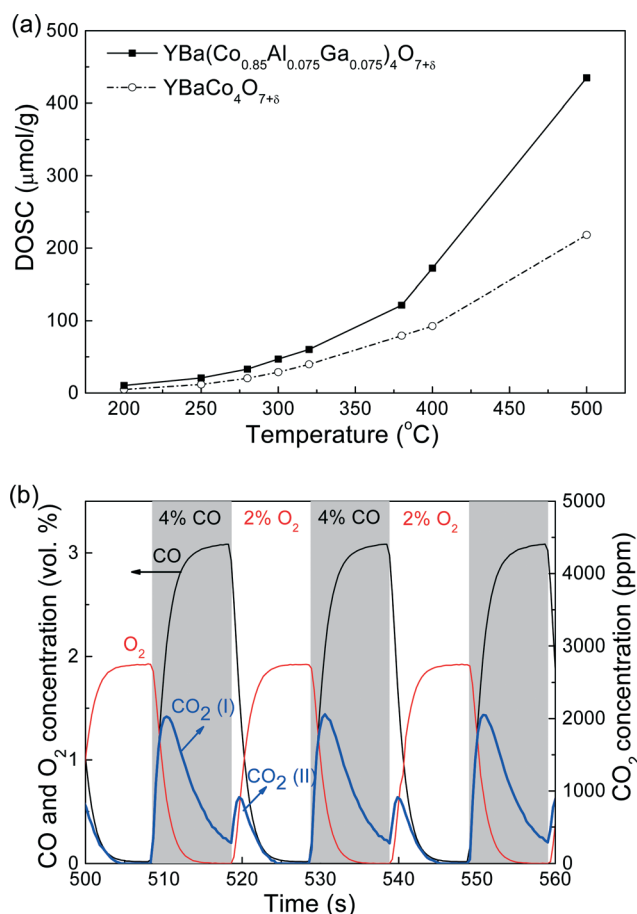 (a)
500
400
300
200
100
0
DOSC (μmol/g)
YBa(Co0.85Al0.075Ga0.075)4O7+δ
YBaCo4O7+δ
200 250 300 350 400 450 500
Temperature (oC)
(b)
4% CO 2% O2 4% CO 2% O2
CO
O2
CO2 (I)
CO2 (II)
3
2
1
0
CO and O2 concentration (vol. %)
5000
4000
3000
2000
1000
0
CO2 concentration (ppm)
500 510 520 530 540 550 560
Time (s)